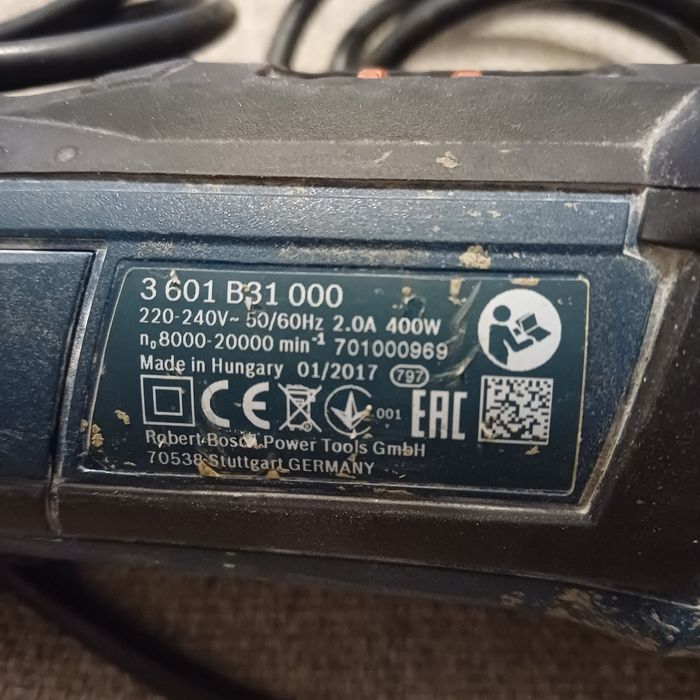 3 601 B31 000
220-240V~ 50/60Hz 2.0A 400W
n₀8000-20000 min⁻¹ 701000969
Made in Hungary 01/2017 797
CE 001 EAC
Robert Bosch Power Tools GmbH
70538 Stuttgart GERMANY